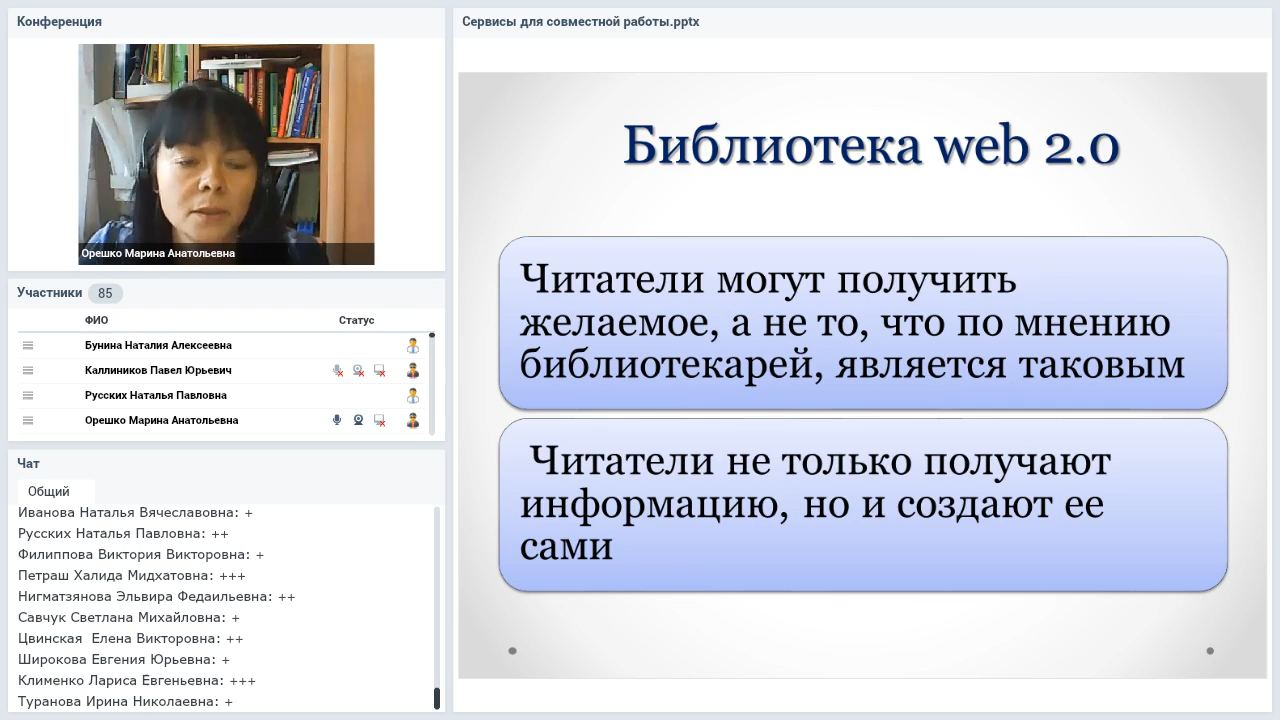 Конференция
Орешко Марина Анатольевна
Участники 85
ФИО Статус
Бунина Наталия Алексеевна
Каллиников Павел Юрьевич
Русских Наталья Павловна
Орешко Марина Анатольевна
Чат
Общий
Иванова Наталья Вячеславовна: +
Русских Наталья Павловна: ++
Филиппова Виктория Викторовна: +
Петраш Халида Мидхатовна: +++
Нигматзянова Эльвира Федаильевна: ++
Савчук Светлана Михайловна: +
Цвинская  Елена Викторовна: ++
Широкова Евгения Юрьевна: +
Клименко Лариса Евгеньевна: +++
Туранова Ирина Николаевна: +
Сервисы для совместной работы.pptx
Библиотека web 2.0
Читатели могут получить
желаемое, а не то, что по мнению
библиотекарей, является таковым
Читатели не только получают
информацию, но и создают ее
сами